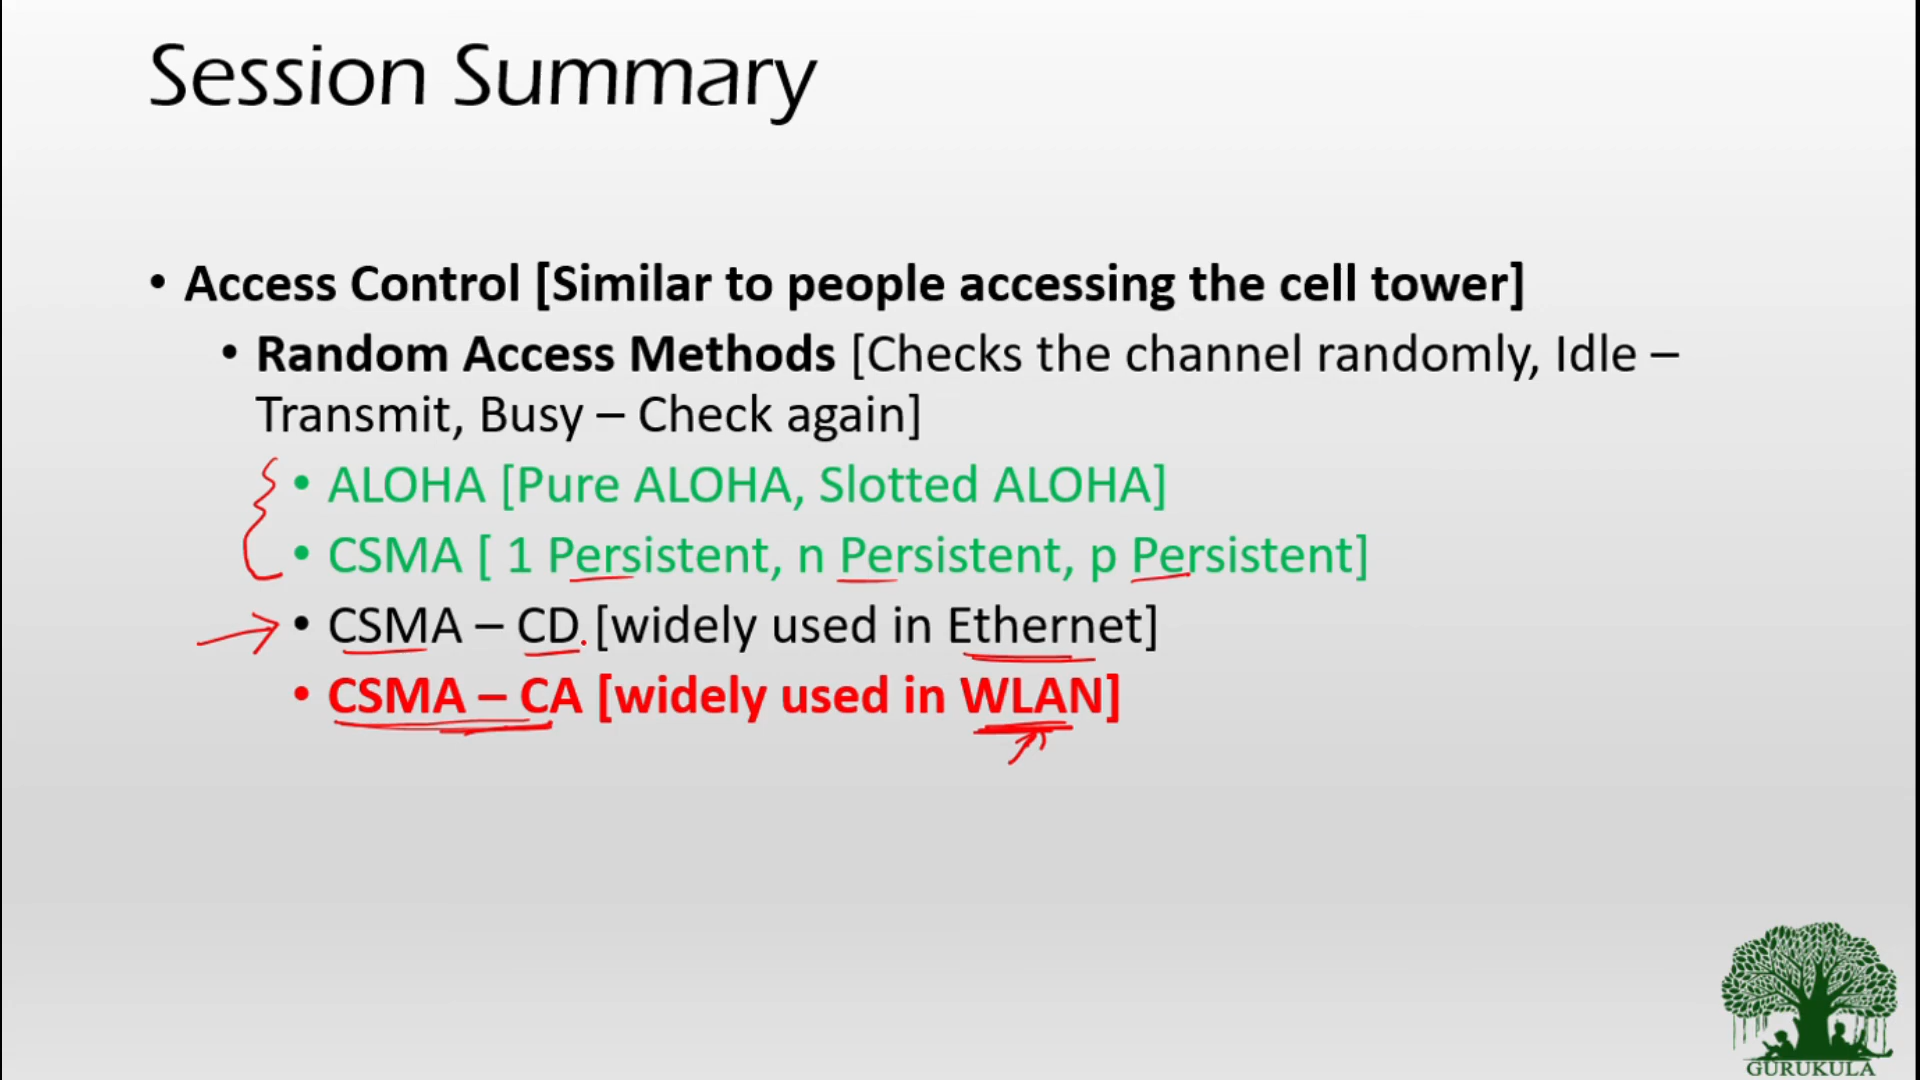 Session Summary
• Access Control [Similar to people accessing the cell tower]
• Random Access Methods [Checks the channel randomly, Idle –
Transmit, Busy – Check again]
• ALOHA [Pure ALOHA, Slotted ALOHA]
• CSMA [ 1 Persistent, n Persistent, p Persistent]
• CSMA – CD [widely used in Ethernet]
• CSMA – CA [widely used in WLAN]
GURUKULA